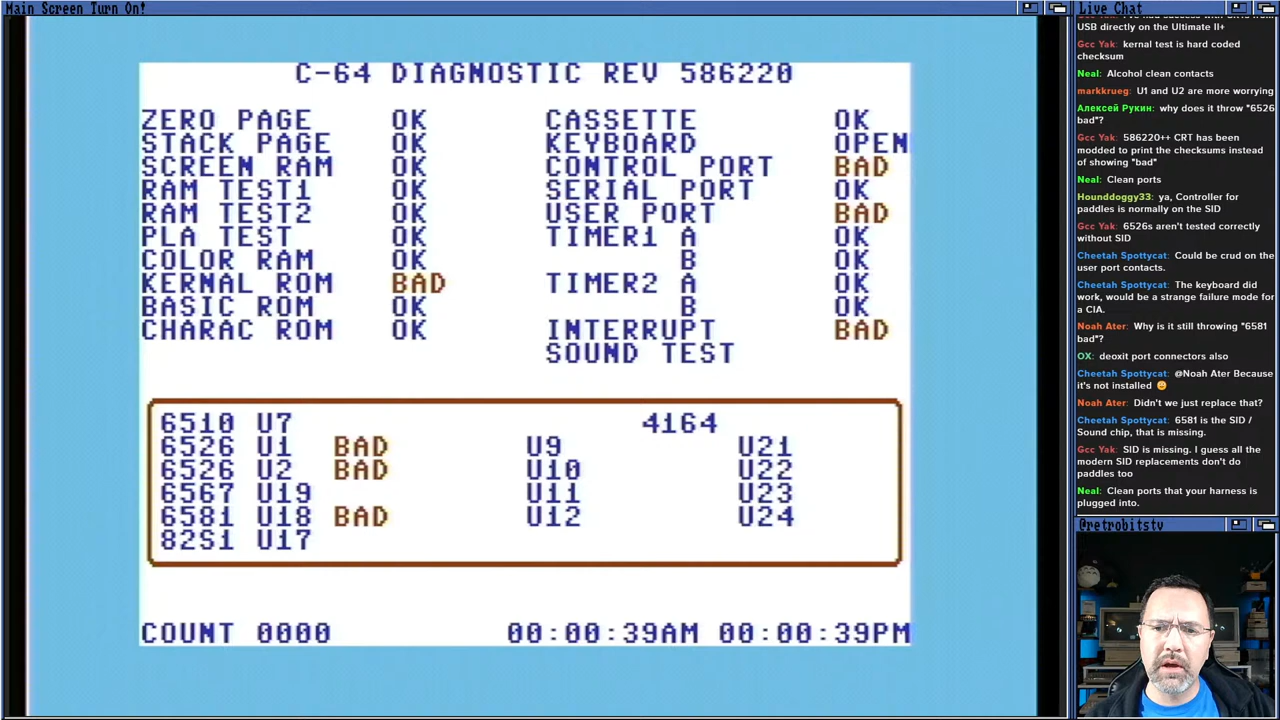 Main Screen Turn On!
C-64 DIAGNOSTIC REV 586220
ZERO PAGE OK CASSETTE OK
STACK PAGE OK KEYBOARD OPEN
SCREEN RAM OK CONTROL PORT BAD
RAM TEST1 OK SERIAL PORT OK
RAM TEST2 OK USER PORT BAD
PLA TEST OK TIMER1 A OK
COLOR RAM OK B OK
KERNAL ROM BAD TIMER2 A OK
BASIC ROM OK B OK
CHARAC ROM OK INTERRUPT BAD
SOUND TEST
6510 U7 4164
6526 U1 BAD U9 U21
6526 U2 BAD U10 U22
6567 U19 U11 U23
6581 U18 BAD U12 U24
82S1 U17
COUNT 0000 00:00:39AM 00:00:39PM
Live Chat
USB directly on the Ultimate II+
Gcc Yak: kernal test is hard coded
checksum
Neal: Alcohol clean contacts
markkrueg: U1 and U2 are more worrying
Алексей Рукин: why does it throw "6526
bad"?
Gcc Yak: 586220++ CRT has been
modded to print the checksums instead
of showing "bad"
Neal: Clean ports
Hounddoggy33: ya, Controller for
paddles is normally on the SID
Gcc Yak: 6526s aren't tested correctly
without SID
Cheetah Spottycat: Could be crud on the
user port contacts.
Cheetah Spottycat: The keyboard did
work, would be a strange failure mode for
a CIA.
Noah Ater: Why is it still throwing "6581
bad"?
OX: deoxit port connectors also
Cheetah Spottycat: @Noah Ater Because
it's not installed 😀
Noah Ater: Didn't we just replace that?
Cheetah Spottycat: 6581 is the SID /
Sound chip, that is missing.
Gcc Yak: SID is missing. I guess all the
modern SID replacements don't do
paddles too
Neal: Clean ports that your harness is
plugged into.
@retrobitstv